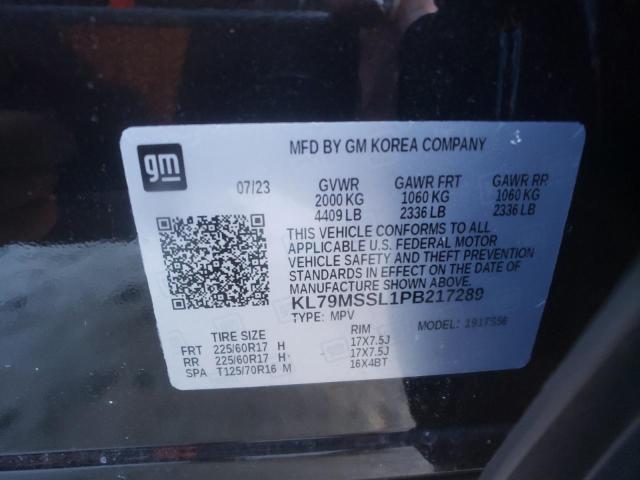 gm
MFD BY GM KOREA COMPANY
07/23 GVWR GAWR FRT GAWR RR
2000 KG 1060 KG 1060 KG
4409 LB 2336 LB 2336 LB
THIS VEHICLE CONFORMS TO ALL
APPLICABLE U.S. FEDERAL MOTOR
VEHICLE SAFETY AND THEFT PREVENTION
STANDARDS IN EFFECT ON THE DATE OF
MANUFACTURE SHOWN ABOVE.
KL79MSSL1PB217289
TYPE: MPV MODEL: 191TS56
TIRE SIZE RIM
FRT 225/60R17 H 17X7.5J
RR 225/60R17 H 17X7.5J
SPA T125/70R16 M 16X4BT